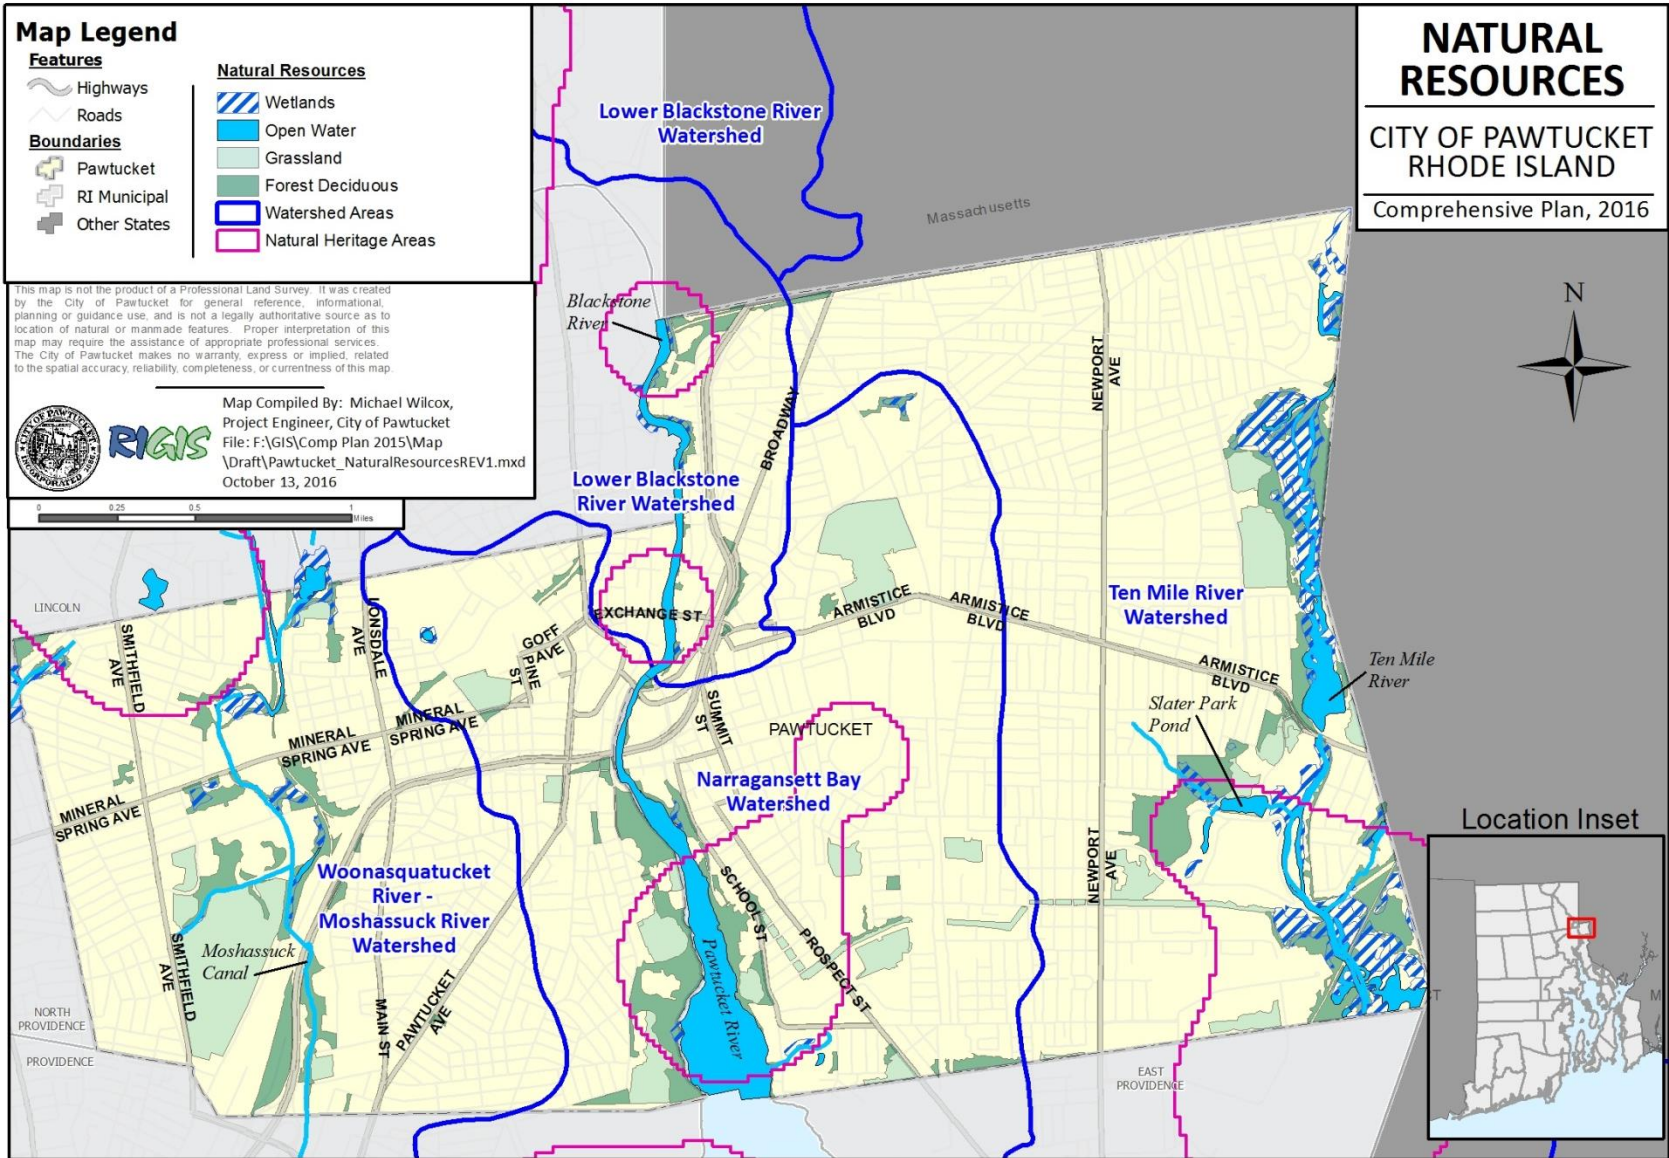 Map Legend
Features
Highways
Roads
Boundaries
Pawtucket
RI Municipal
Other States
Natural Resources
Wetlands
Open Water
Grassland
Forest Deciduous
Watershed Areas
Natural Heritage Areas
This map is not the product of a Professional Land Survey. It was created
by the City of Pawtucket for general reference, informational,
planning or guidance use, and is not a legally authoritative source as to
location of natural or manmade features. Proper interpretation of this
map may require the assistance of appropriate professional services.
The City of Pawtucket makes no warranty, express or implied, related
to the spatial accuracy, reliability, completeness, or currentness of this map.
CITY OF PAWTUCKET
INCORPORATED
RIGIS
Map Compiled By: Michael Wilcox,
Project Engineer, City of Pawtucket
File: F:\GIS\Comp Plan 2015\Map
\Draft\Pawtucket_NaturalResourcesREV1.mxd
October 13, 2016
0 0.25 0.5 1
Miles
NATURAL
RESOURCES
CITY OF PAWTUCKET
RHODE ISLAND
Comprehensive Plan, 2016
N
Lower Blackstone River
Watershed
Massachusetts
Blackstone
River
NEWPORT
AVE
BROADWAY
Lower Blackstone
River Watershed
LINCOLN
SMITHFIELD
AVE
LONSDALE
AVE
GOFF
AVE
PINE
ST
EXCHANGE ST
ARMISTICE
BLVD
ARMISTICE
BLVD
Ten Mile River
Watershed
ARMISTICE
BLVD
Ten Mile
River
Slater Park
Pond
MINERAL
SPRING AVE
MINERAL
SPRING AVE
MINERAL
SPRING AVE
SUMMIT
ST
PAWTUCKET
Narragansett Bay
Watershed
Woonasquatucket
River -
Moshassuck River
Watershed
SCHOOL ST
NEWPORT
AVE
Moshassuck
Canal
SMITHFIELD
AVE
MAIN ST
PAWTUCKET
AVE
Pawtucket River
PROSPECT ST
NORTH
PROVIDENCE
PROVIDENCE
EAST
PROVIDENCE
Location Inset
CT
M